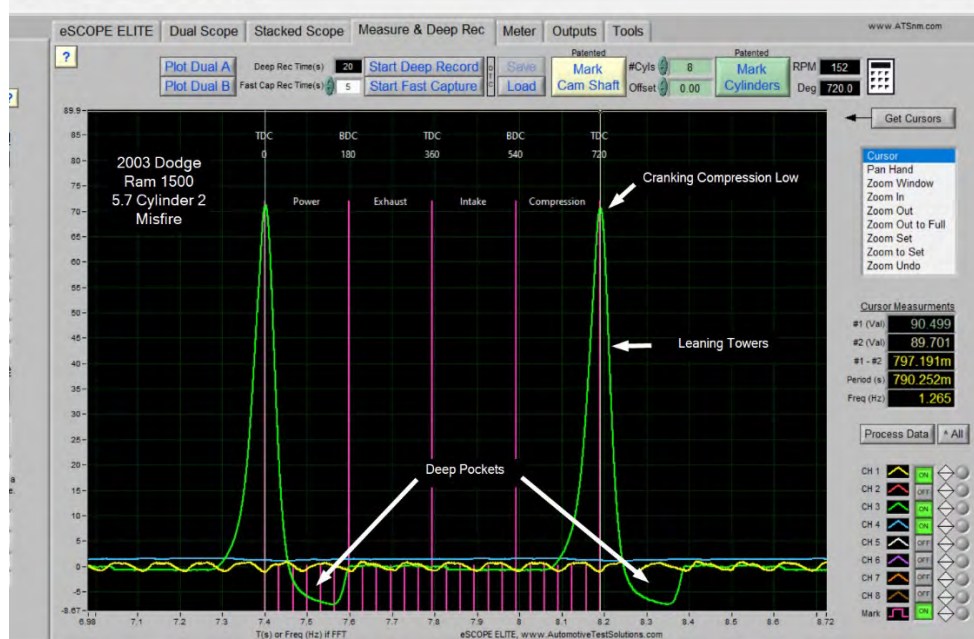 eSCOPE ELITE Dual Scope Stacked Scope Measure & Deep Rec Meter Outputs Tools
www.ATSnm.com
?
Plot Dual A
Plot Dual B
Deep Rec Time(s) 20
Fast Cap Rec Time(s) 5
Start Deep Record
Start Fast Capture
Save
Load
Patented
Mark
Cam Shaft
#Cyls 8
Offset 0.00
Patented
Mark
Cylinders
RPM 152
Deg 720.0
Get Cursors
89.9
85
80
75
70
65
60
55
50
45
40
35
30
25
20
15
10
5
0
-5
-8.67
TDC BDC TDC BDC TDC
0 180 360 540 720
Power Exhaust Intake Compression
2003 Dodge
Ram 1500
5.7 Cylinder 2
Misfire
Cranking Compression Low
Leaning Towers
Deep Pockets
6.98 7.1 7.2 7.3 7.4 7.5 7.6 7.7 7.8 7.9 8 8.1 8.2 8.3 8.4 8.5 8.6 8.72
T(s) or Freq (Hz) if FFT
eSCOPE ELITE, www.AutomotiveTestSolutions.com
Cursor
Pan Hand
Zoom Window
Zoom In
Zoom Out
Zoom Out to Full
Zoom Set
Zoom to Set
Zoom Undo
Cursor Measurments
#1 (Val) 90.499
#2 (Val) 89.701
#1 - #2 797.191m
Period (s) 790.252m
Freq (Hz) 1.265
Process Data ^ All
CH 1 ON
CH 2 OFF
CH 3 ON
CH 4 ON
CH 5 OFF
CH 6 OFF
CH 7 OFF
CH 8 OFF
Mark ON